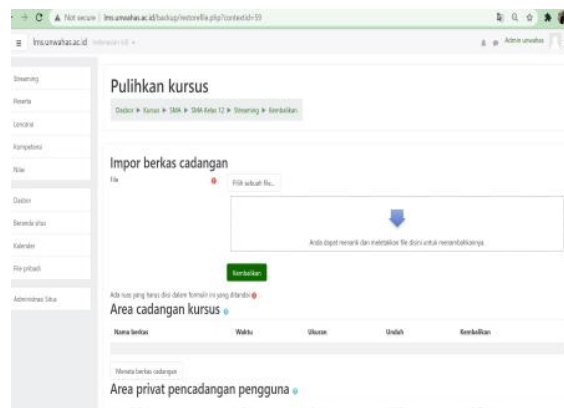 Not secure | lms.unwahas.ac.id/backup/restorefile.php?contextid=59
lms.unwahas.ac.id
Admin unwahas
Streaming
Peserta
Lencana
Kompetensi
Nilai
Dasbor
Beranda situs
Kalender
File pribadi
Administrasi Situs
Pulihkan kursus
Dasbor ▶ Kursus ▶ SMA ▶ SMA Kelas 12 ▶ Streaming ▶ Kembalikan
Impor berkas cadangan
File
Pilih sebuah file...
Anda dapat menarik dan meletakkan file disini untuk menambahkannya.
Kembalikan
Ada ruas yang harus diisi dalam formulir ini yang ditandai
Area cadangan kursus
Nama berkas Waktu Ukuran Unduh Kembalikan
Menata berkas cadangan
Area privat pencadangan pengguna